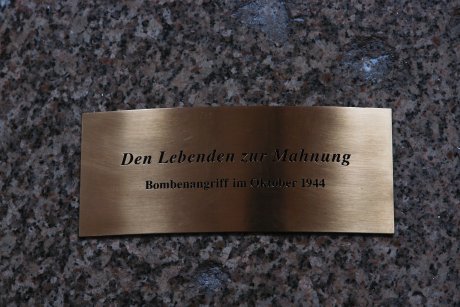 Den Lebenden zur Mahnung
Bombenangriff im Oktober 1944